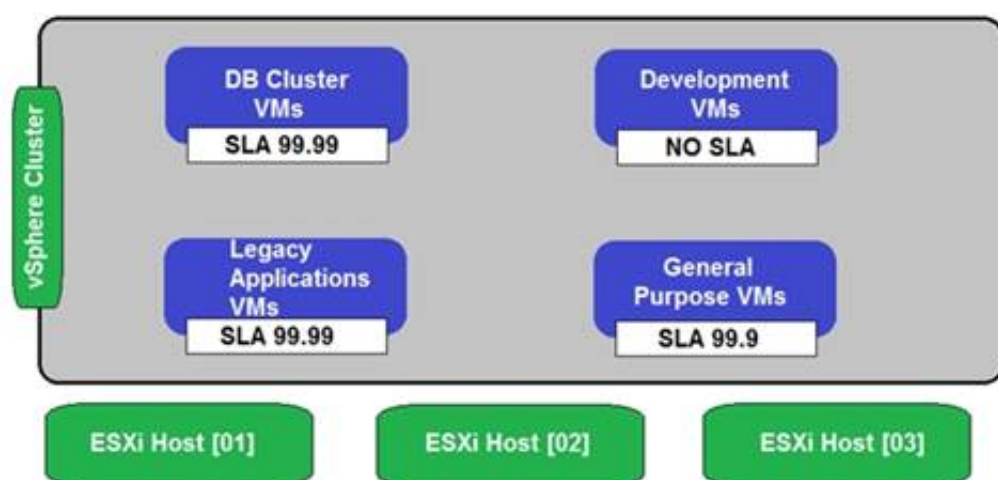 vSphere Cluster
DB Cluster
VMs
SLA 99.99
Development
VMs
NO SLA
Legacy
Applications
VMs
SLA 99.99
General
Purpose VMs
SLA 99.9
ESXi Host [01]
ESXi Host [02]
ESXi Host [03]